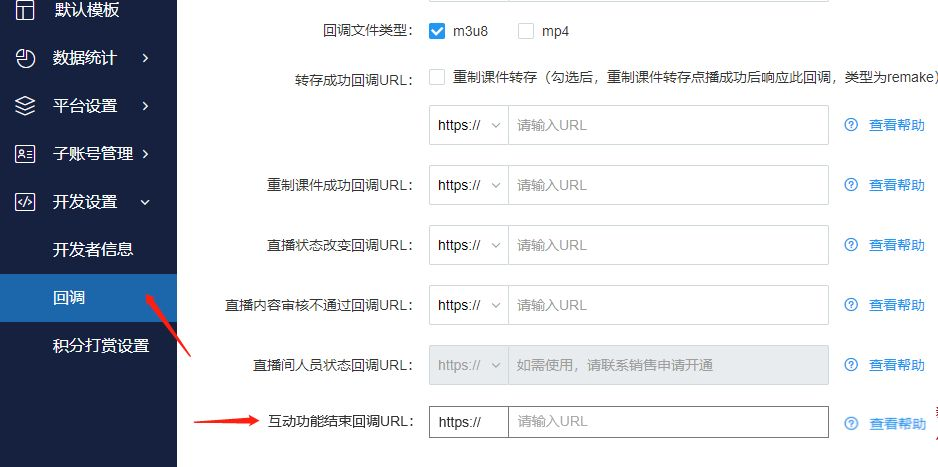 默认模板
数据统计
平台设置
子账号管理
开发设置
开发者信息
回调
积分打赏设置
回调文件类型： m3u8 mp4
转存成功回调URL： 重制课件转存（勾选后，重制课件转存点播成功后响应此回调，类型为remake）
https:// 请输入URL 查看帮助
重制课件成功回调URL： https:// 请输入URL 查看帮助
直播状态改变回调URL： https:// 请输入URL 查看帮助
直播内容审核不通过回调URL： https:// 请输入URL 查看帮助
直播间人员状态回调URL： https:// 如需使用，请联系销售申请开通 查看帮助
互动功能结束回调URL： https:// 请输入URL 查看帮助